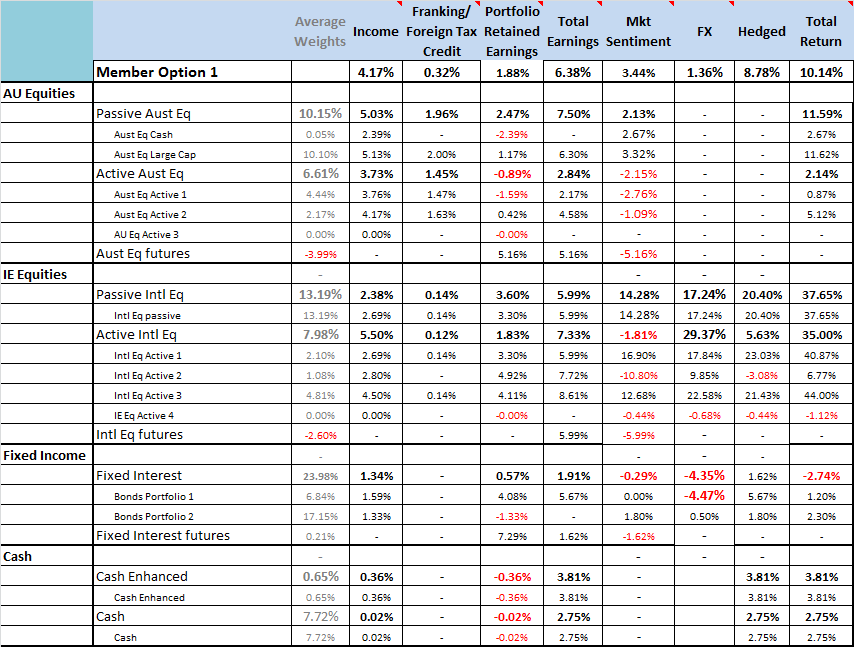 Average Weights Income Franking/ Foreign Tax Credit Portfolio Retained Earnings Total Earnings Mkt Sentiment FX Hedged Total Return
Member Option 1 4.17% 0.32% 1.88% 6.38% 3.44% 1.36% 8.78% 10.14%
AU Equities
Passive Aust Eq 10.15% 5.03% 1.96% 2.47% 7.50% 2.13% - - 11.59%
Aust Eq Cash 0.05% 2.39% - -2.39% - 2.67% - - 2.67%
Aust Eq Large Cap 10.10% 5.13% 2.00% 1.17% 6.30% 3.32% - - 11.62%
Active Aust Eq 6.61% 3.73% 1.45% -0.89% 2.84% -2.15% - - 2.14%
Aust Eq Active 1 4.44% 3.76% 1.47% -1.59% 2.17% -2.76% - - 0.87%
Aust Eq Active 2 2.17% 4.17% 1.63% 0.42% 4.58% -1.09% - - 5.12%
AU Eq Active 3 0.00% 0.00% - -0.00% - - - - -
Aust Eq futures -3.99% - - 5.16% 5.16% -5.16% - - -
IE Equities - - - -
Passive Intl Eq 13.19% 2.38% 0.14% 3.60% 5.99% 14.28% 17.24% 20.40% 37.65%
Intl Eq passive 13.19% 2.69% 0.14% 3.30% 5.99% 14.28% 17.24% 20.40% 37.65%
Active Intl Eq 7.98% 5.50% 0.12% 1.83% 7.33% -1.81% 29.37% 5.63% 35.00%
Intl Eq Active 1 2.10% 2.69% 0.14% 3.30% 5.99% 16.90% 17.84% 23.03% 40.87%
Intl Eq Active 2 1.08% 2.80% - 4.92% 7.72% -10.80% 9.85% -3.08% 6.77%
Intl Eq Active 3 4.81% 4.50% 0.14% 4.11% 8.61% 12.68% 22.58% 21.43% 44.00%
IE Eq Active 4 0.00% 0.00% - -0.00% - -0.44% -0.68% -0.44% -1.12%
Intl Eq futures -2.60% - - - 5.99% -5.99% - - -
Fixed Income - - - -
Fixed Interest 23.98% 1.34% - 0.57% 1.91% -0.29% -4.35% 1.62% -2.74%
Bonds Portfolio 1 6.84% 1.59% - 4.08% 5.67% 0.00% -4.47% 5.67% 1.20%
Bonds Portfolio 2 17.15% 1.33% - -1.33% - 1.80% 0.50% 1.80% 2.30%
Fixed Interest futures 0.21% - - 7.29% 1.62% -1.62% - - -
Cash - - - -
Cash Enhanced 0.65% 0.36% - -0.36% 3.81% - 3.81% 3.81%
Cash Enhanced 0.65% 0.36% - -0.36% 3.81% - 3.81% 3.81%
Cash 7.72% 0.02% - -0.02% 2.75% - 2.75% 2.75%
Cash 7.72% 0.02% - -0.02% 2.75% - 2.75% 2.75%